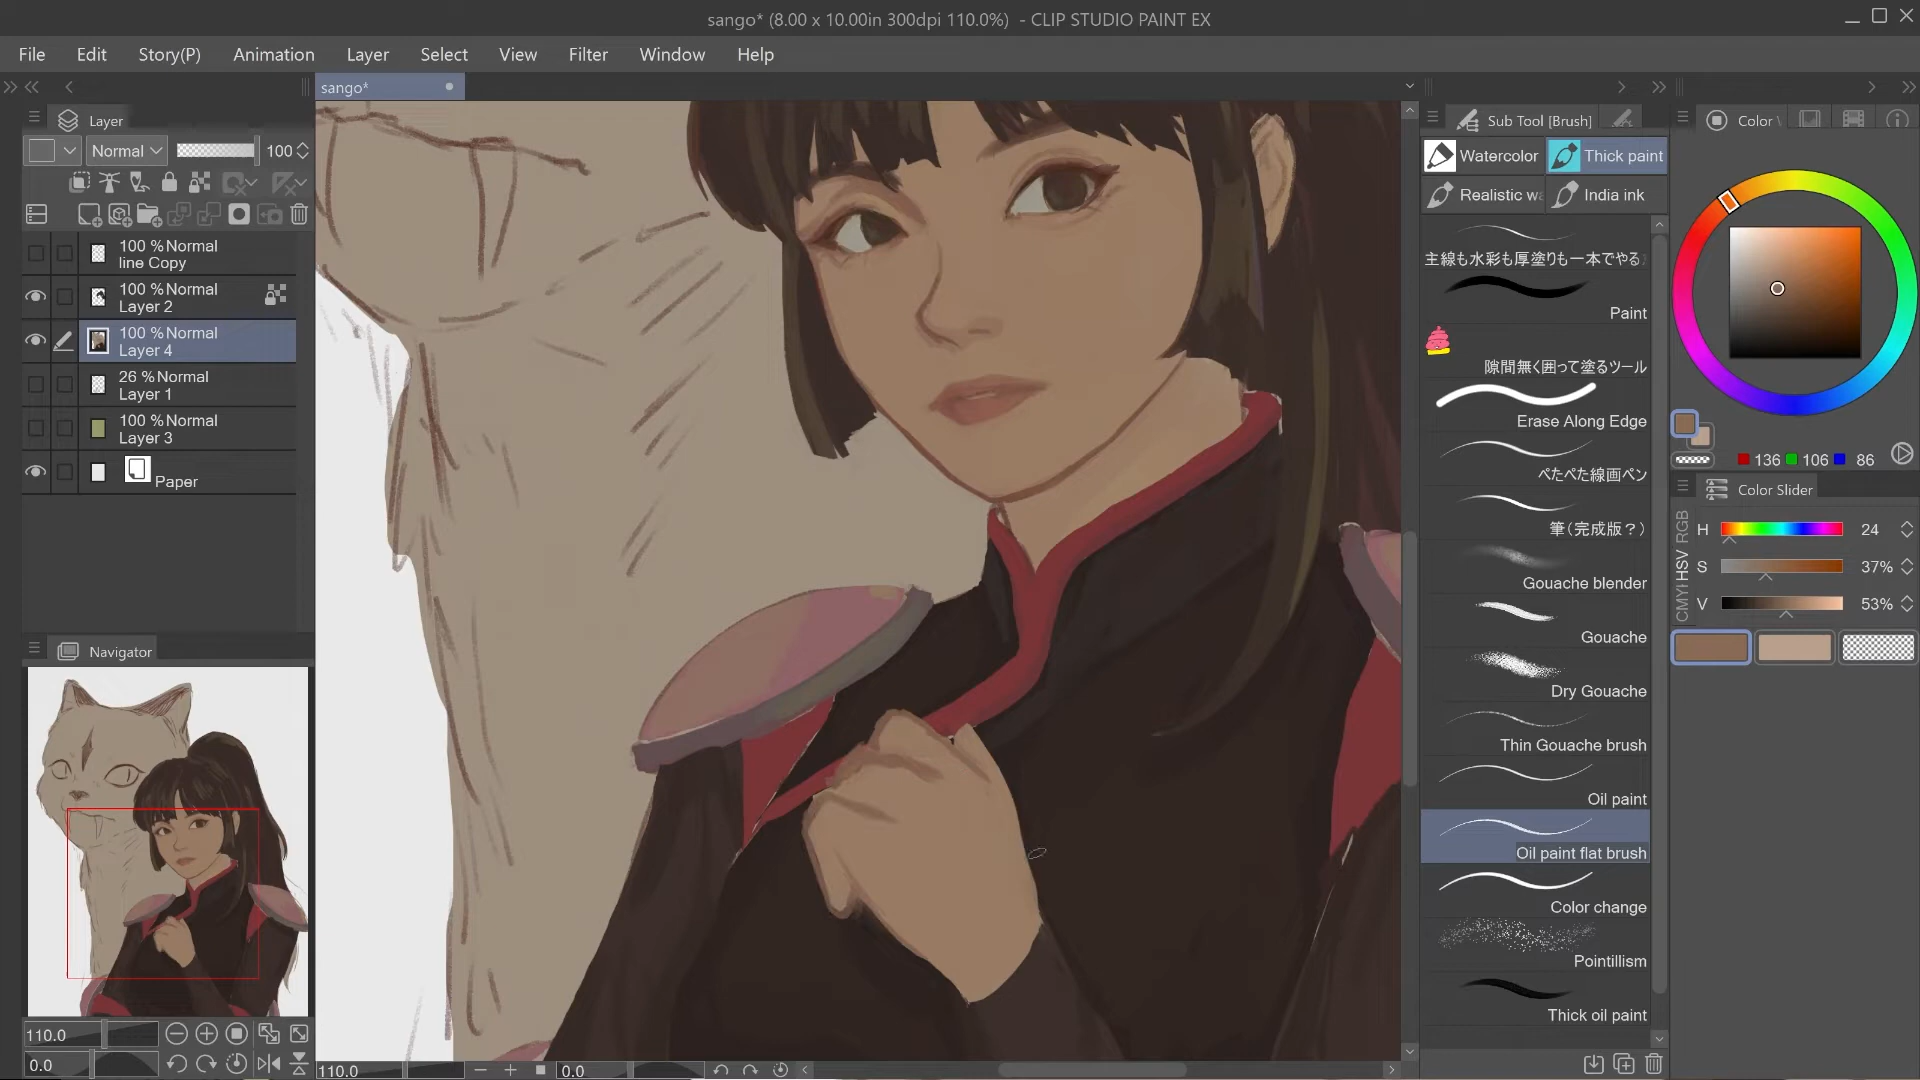 sango* (8.00 x 10.00in 300dpi 110.0%) - CLIP STUDIO PAINT EX
File Edit Story(P) Animation Layer Select View Filter Window Help
sango*
Layer
Normal 100
100 %Normal
line Copy
100 %Normal
Layer 2
100 %Normal
Layer 4
26 %Normal
Layer 1
100 %Normal
Layer 3
Paper
Navigator
110.0
0.0
110.0 0.0
Sub Tool [Brush]
Watercolor Thick paint
Realistic w India ink
主線も水彩も厚塗りも一本でやる
Paint
隙間無く囲って塗るツール
Erase Along Edge
ぺたぺた線画ペン
筆(完成版?)
Gouache blender
Gouache
Dry Gouache
Thin Gouache brush
Oil paint
Oil paint flat brush
Color change
Pointillism
Thick oil paint
Color
136 106 86
Color Slider
RGB
HSV
CMY
H 24
S 37%
V 53%